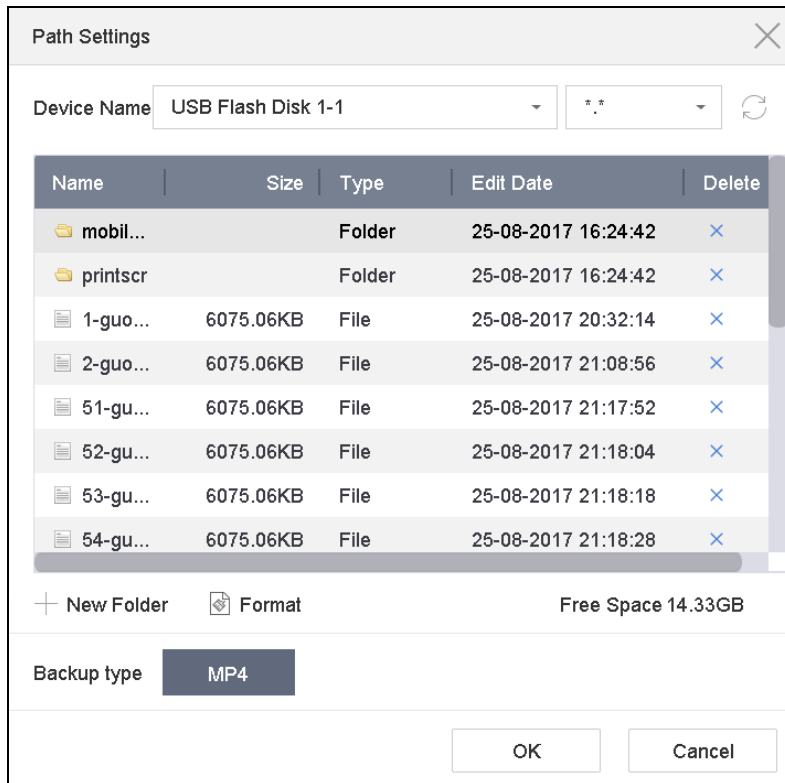 Path Settings
Device Name USB Flash Disk 1-1 *.*
Name Size Type Edit Date Delete
mobil... Folder 25-08-2017 16:24:42
printscr Folder 25-08-2017 16:24:42
1-guo... 6075.06KB File 25-08-2017 20:32:14
2-guo... 6075.06KB File 25-08-2017 21:08:56
51-gu... 6075.06KB File 25-08-2017 21:17:52
52-gu... 6075.06KB File 25-08-2017 21:18:04
53-gu... 6075.06KB File 25-08-2017 21:18:18
54-gu... 6075.06KB File 25-08-2017 21:18:28
New Folder Format Free Space 14.33GB
Backup type MP4
OK Cancel